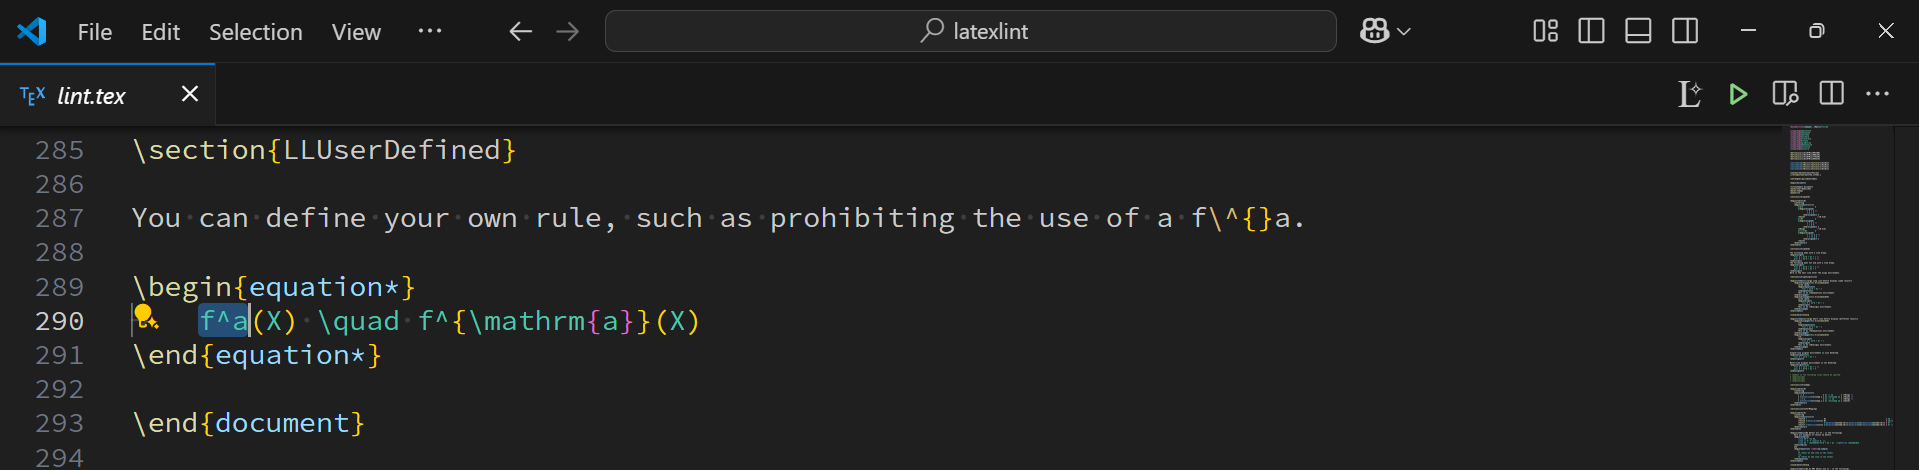 File Edit Selection View ··· latexlint
TEX lint.tex
285 \section{LLUserDefined}
286
287 You can define your own rule, such as prohibiting the use of a f\^{}a.
288
289 \begin{equation*}
290 f^a(X) \quad f^{\mathrm{a}}(X)
291 \end{equation*}
292
293 \end{document}
294